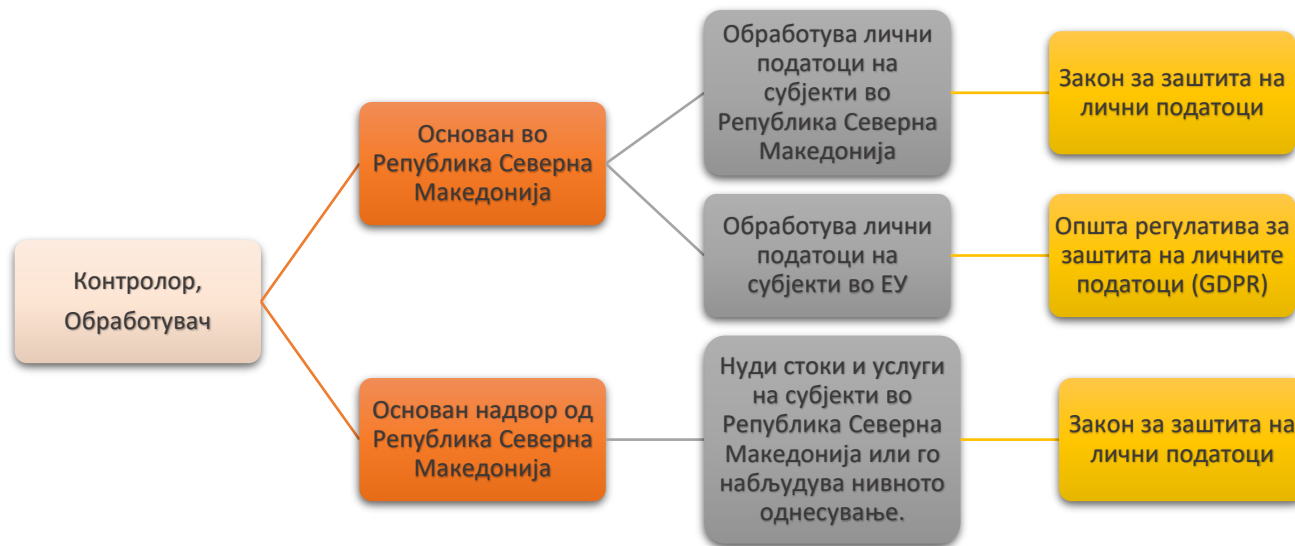 Контролор,
Обработувач
Основан во
Република Северна
Македонија
Обработува лични
податоци на
субјекти во
Република Северна
Македонија
Закон за заштита на
лични податоци
Обработува лични
податоци на
субјекти во ЕУ
Општа регулатива за
заштита на личните
податоци (GDPR)
Основан надвор од
Република Северна
Македонија
Нуди стоки и услуги
на субјекти во
Република Северна
Македонија или го
набљудува нивното
однесување.
Закон за заштита на
лични податоци